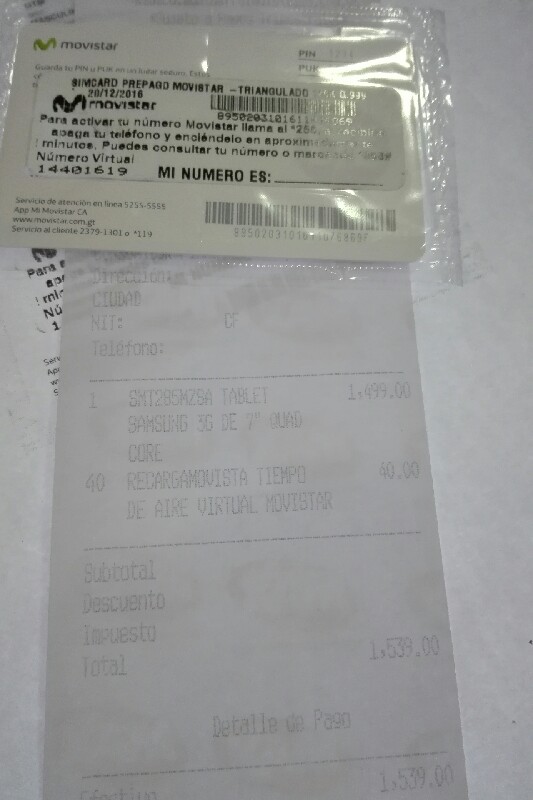 movistar
PIN
Guarda tu PIN y PUK en un lugar seguro. Estos
PUK
SIMCARD PREPAGO MOVISTAR -TRIANGULADO
20/12/2016
movistar
Para activar tu número Movistar llama al
apaga tu teléfono y enciéndelo en
minutos. Puedes consultar tu número
Número Virtual
14401619 MI NUMERO ES:
Servicio de atención en línea 5255-5555
App Mi Movistar CA
www.movistar.com.gt
Servicio al cliente 2379-1301 o *119
Dirección:
CIUDAD
NIT: CF
Teléfono:
1 SMT285MZSA TABLET 1,499.00
SAMSUNG 3G DE 7" QUAD
CORE
40 RECARGAMOVISTA TIEMPO 40.00
DE AIRE VIRTUAL MOVISTAR
Subtotal
Descuento
Impuesto
Total 1,539.00
Detalle de Pago
Efectivo 1,539.00